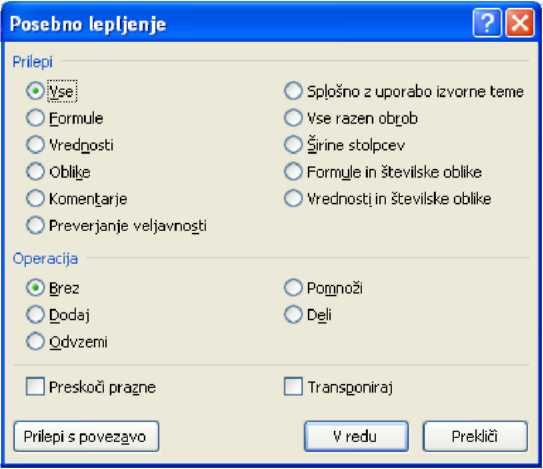 Posebno lepljenje
Prilepi
Vse
Splošno z uporabo izvorne teme
Formule
Vse razen obrob
Vrednosti
Širine stolpcev
Oblike
Formule in številske oblike
Komentarje
Vrednosti in številske oblike
Preverjanje veljavnosti
Operacija
Brez
Pomnoži
Dodaj
Deli
Odvzemi
Preskoči prazne
Transponiraj
Prilepi s povezavo
V redu
Prekliči